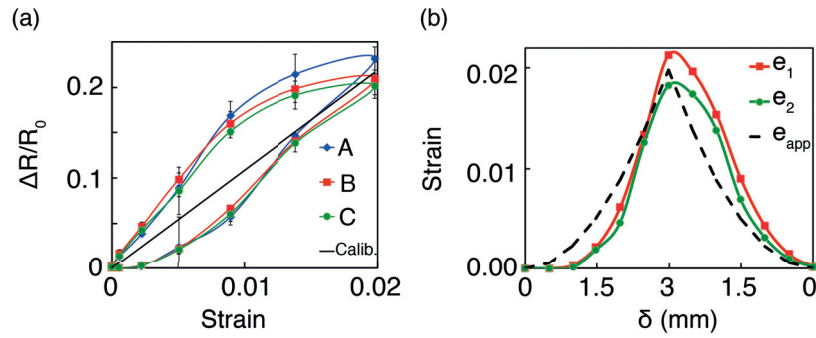 (a)
ΔR/R0
0.2
0.1
0
0
0.01
0.02
Strain
A
B
C
Calib.
(b)
Strain
0.02
0.01
0.00
0
1.5
3
1.5
0
δ (mm)
e1
e2
eapp